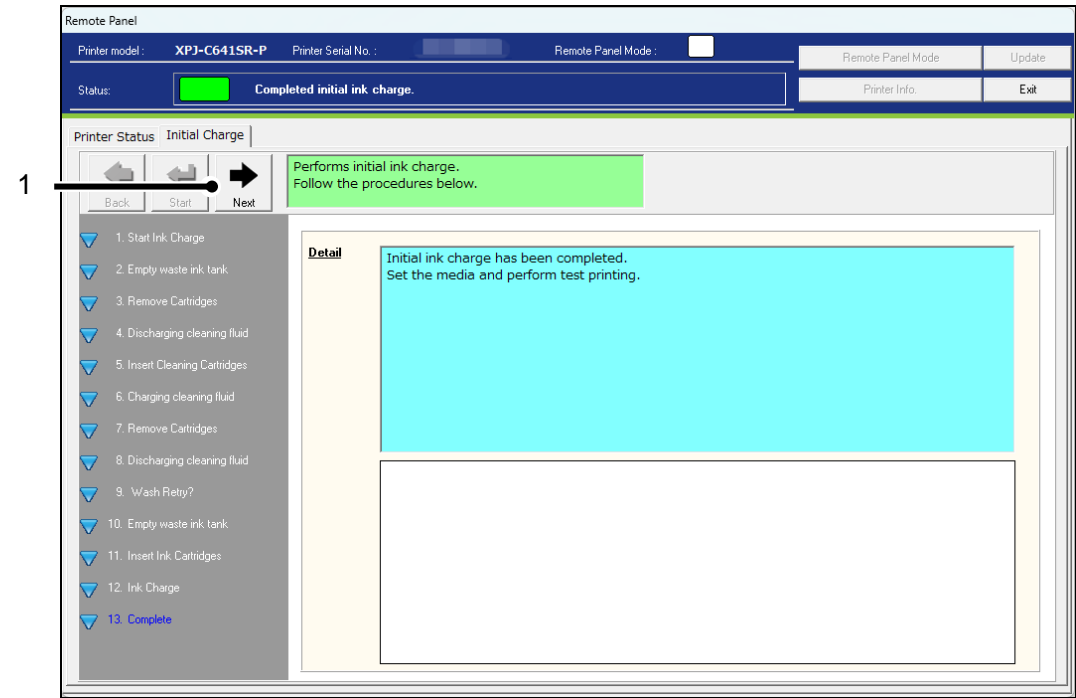 Remote Panel
Printer model : XPJ-C641SR-P Printer Serial No. : Remote Panel Mode :
Remote Panel Mode Update
Status: Completed initial ink charge.
Printer Info. Exit
Printer Status Initial Charge
1
Back Start Next
Performs initial ink charge.
Follow the procedures below.
1. Start Ink Charge
2. Empty waste ink tank
3. Remove Cartridges
4. Discharging cleaning fluid
5. Insert Cleaning Cartridges
6. Charging cleaning fluid
7. Remove Cartridges
8. Discharging cleaning fluid
9. Wash Retry?
10. Empty waste ink tank
11. Insert Ink Cartridges
12. Ink Charge
13. Complete
Detail
Initial ink charge has been completed.
Set the media and perform test printing.